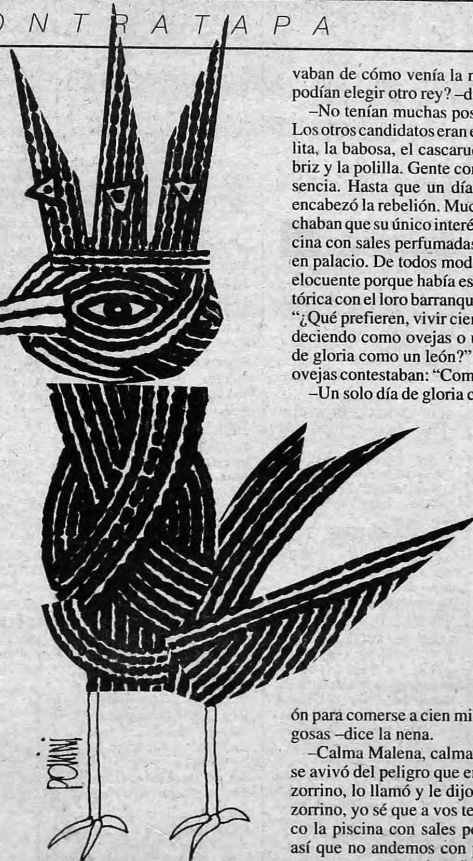 ONTRATAPA
vaban de cómo venía la
podían elegir otro rey? –d
–No tenían muchas pos
Los otros candidatos eran e
lita, la babosa, el cascaru
briz y la polilla. Gente con
sencia. Hasta que un día
encabezó la rebelión. Muc
chaban que su único interé
cina con sales perfumadas
en palacio. De todos mod
elocuente porque había es
tórica con el loro barranqu
“¿Qué prefieren, vivir cien
deciendo como ovejas o u
de gloria como un león?”
ovejas contestaban: “Com
–Un solo día de gloria c
ón para comerse a cien mi
gosas –dice la nena.
–Calma Malena, calma
se avivó del peligro que en
zorrino, lo llamó y le dijo
zorrino, yo sé que a vos te
co la piscina con sales pe
así que no andemos con